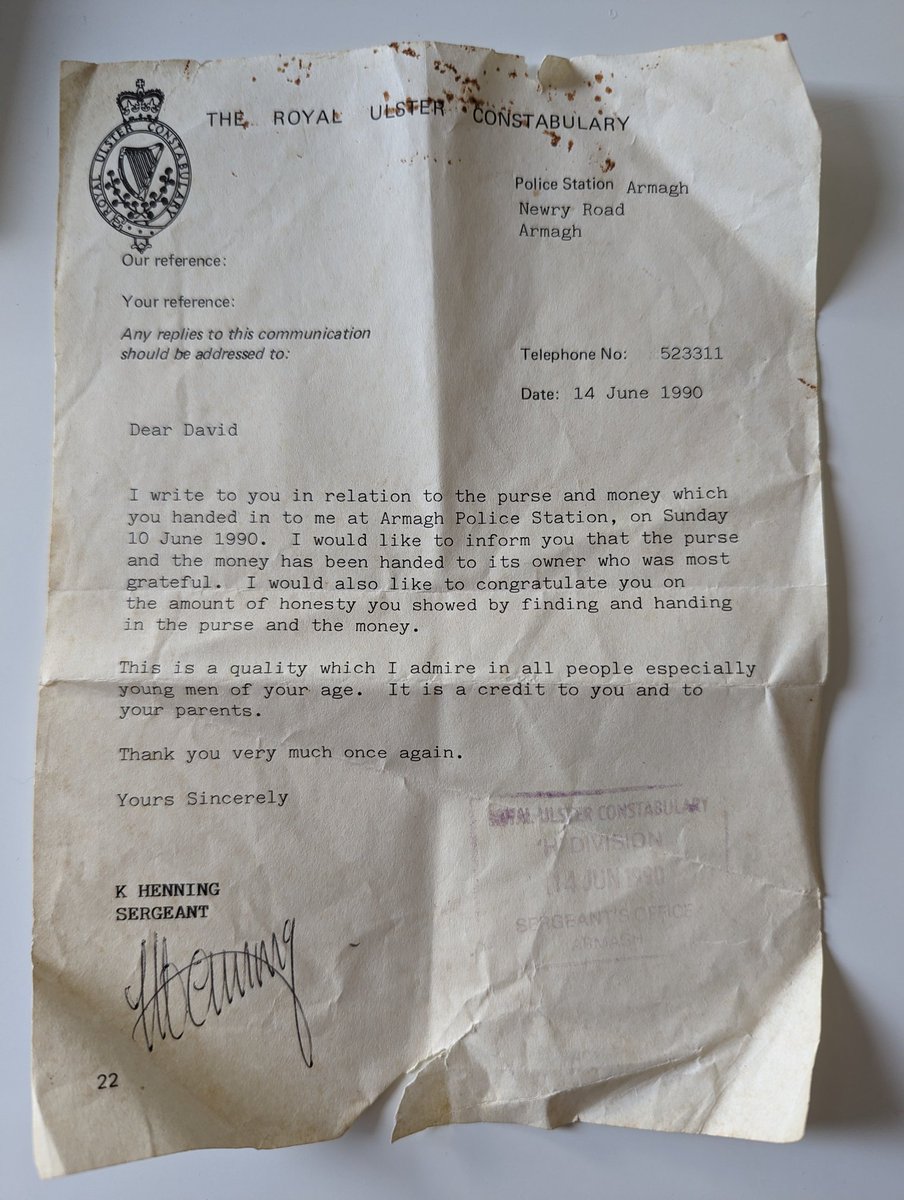 THE ROYAL ULSTER CONSTABULARY
ROYAL ULSTER CONSTABULARY
Police Station Armagh
Newry Road
Armagh
Our reference:
Your reference:
Any replies to this communication
should be addressed to:
Telephone No: 523311
Date: 14 June 1990
Dear David
I write to you in relation to the purse and money which
you handed in to me at Armagh Police Station, on Sunday
10 June 1990. I would like to inform you that the purse
and the money has been handed to its owner who was most
grateful. I would also like to congratulate you on
the amount of honesty you showed by finding and handing
in the purse and the money.
This is a quality which I admire in all people especially
young men of your age. It is a credit to you and to
your parents.
Thank you very much once again.
Yours Sincerely
ROYAL ULSTER CONSTABULARY
'H' DIVISION
14 JUN 1990
SERGEANT'S OFFICE
ARMAGH
K HENNING
SERGEANT
K Henning
22